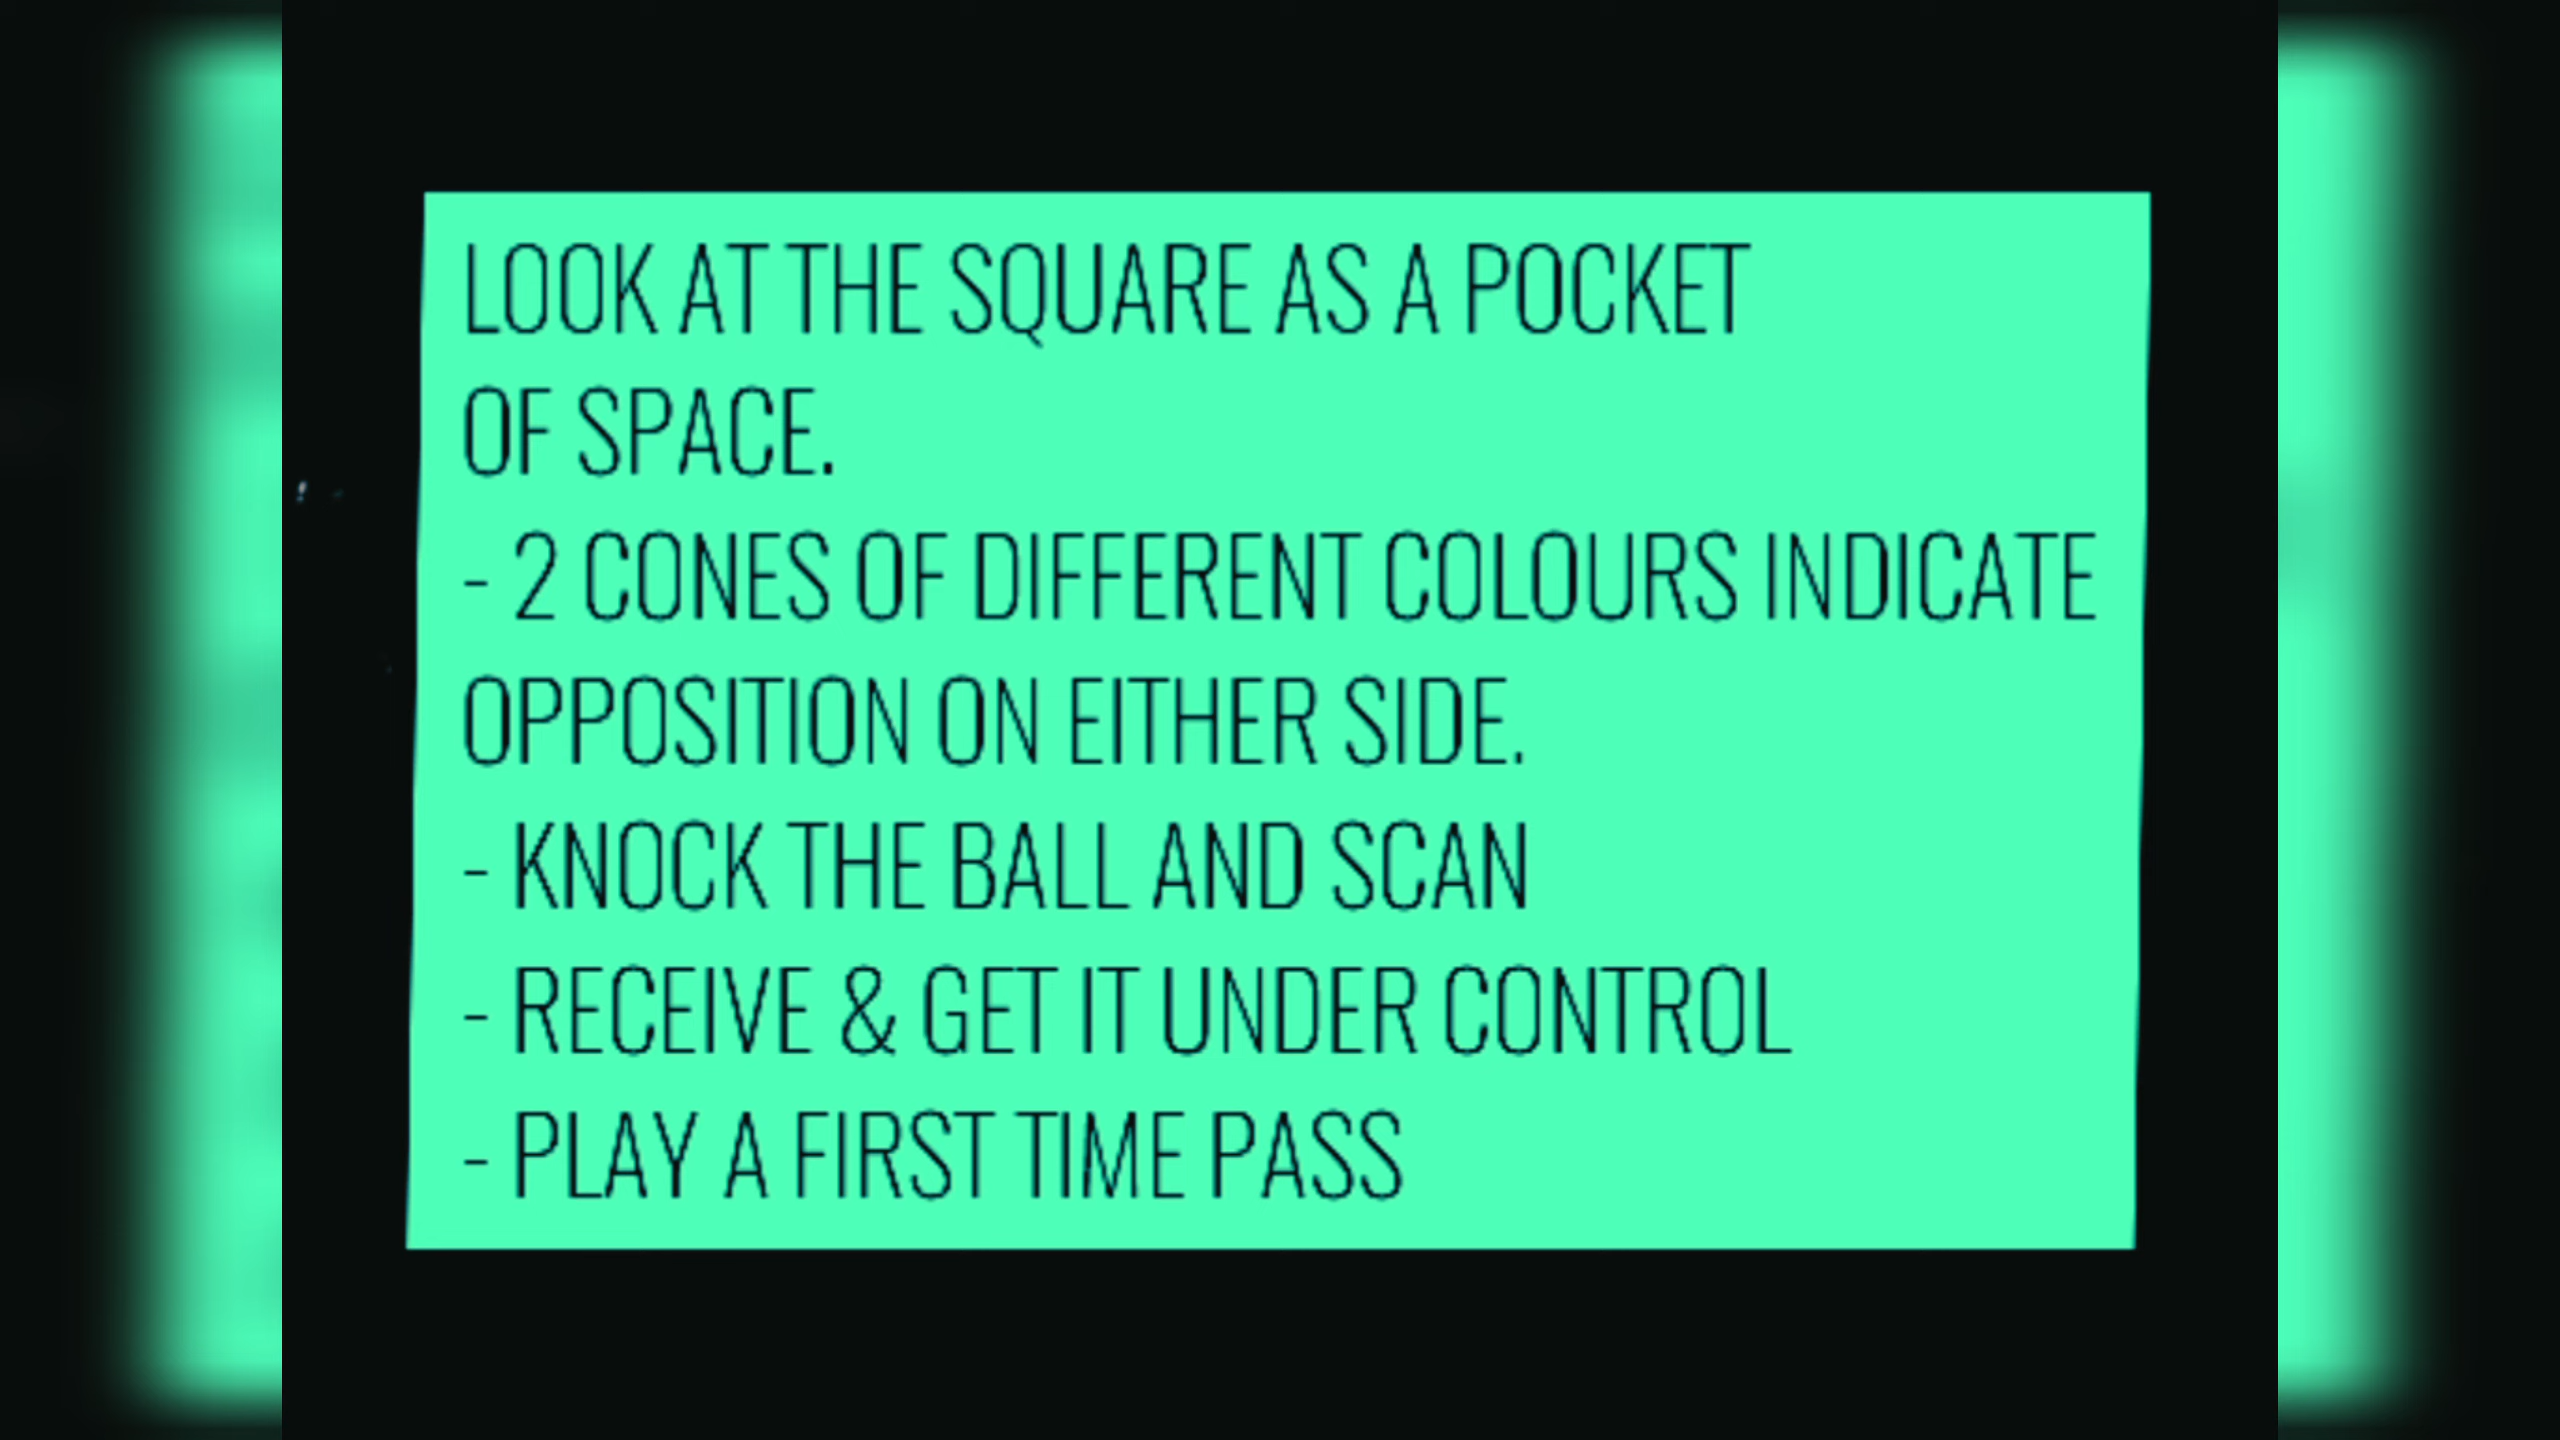 LOOK AT THE SQUARE AS A POCKET
OF SPACE.
- 2 CONES OF DIFFERENT COLOURS INDICATE
OPPOSITION ON EITHER SIDE.
- KNOCK THE BALL AND SCAN
- RECEIVE & GET IT UNDER CONTROL
- PLAY A FIRST TIME PASS